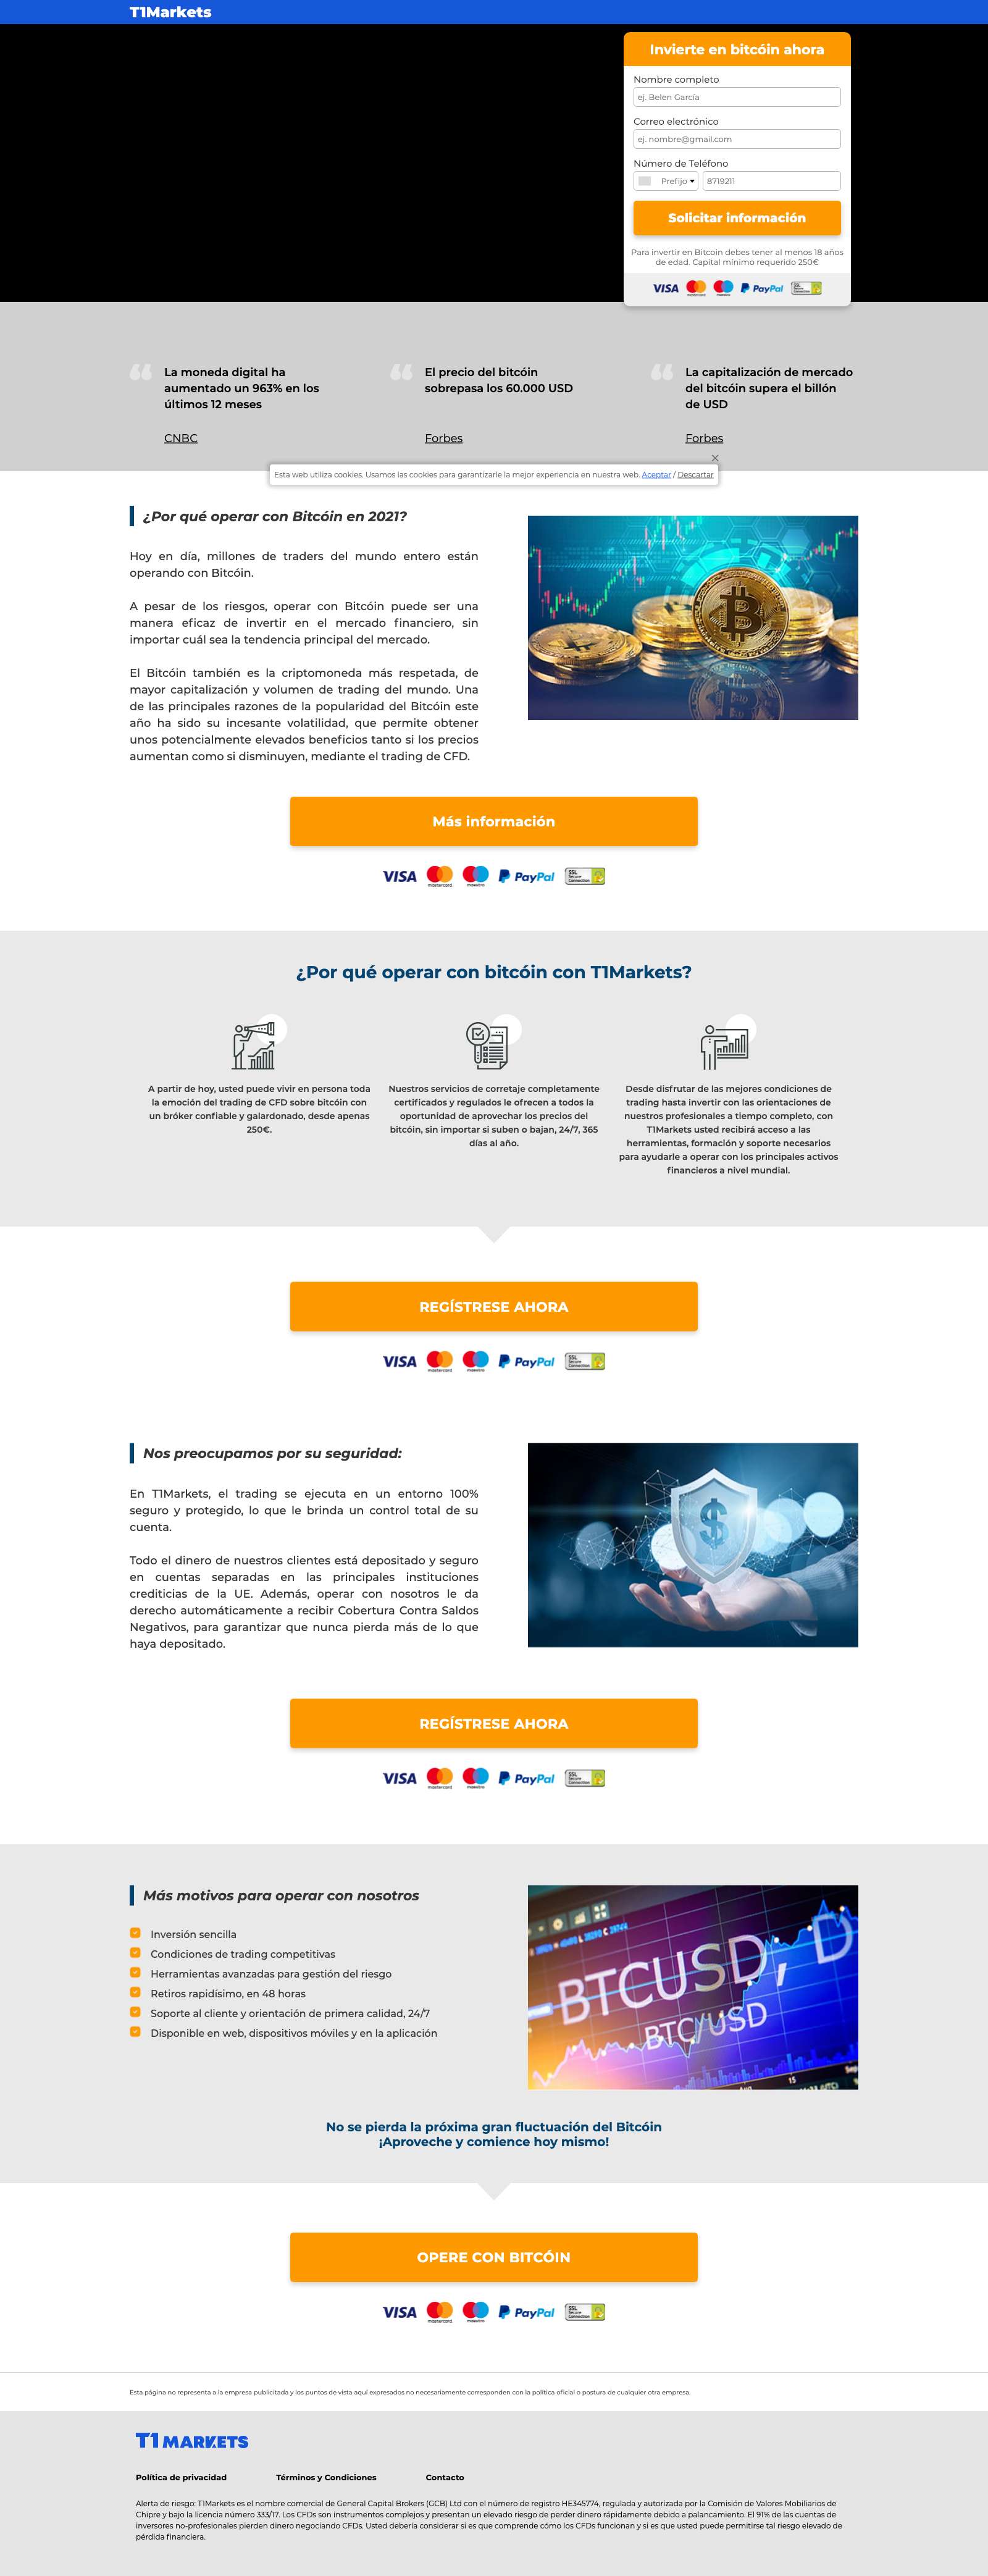 T1Markets
Invierte en bitcóin ahora
Nombre completo
ej. Belen García
Correo electrónico
ej. nombre@gmail.com
Número de Teléfono
Prefijo 8719211
Solicitar información
Para invertir en Bitcoin debes tener al menos 18 años
de edad. Capital mínimo requerido 250€
VISA mastercard maestro PayPal SSL Secure Connection
La moneda digital ha
aumentado un 963% en los
últimos 12 meses
CNBC
El precio del bitcóin
sobrepasa los 60.000 USD
Forbes
La capitalización de mercado
del bitcóin supera el billón
de USD
Forbes
Esta web utiliza cookies. Usamos las cookies para garantizarle la mejor experiencia en nuestra web. Aceptar / Descartar
¿Por qué operar con Bitcóin en 2021?
Hoy en día, millones de traders del mundo entero están
operando con Bitcóin.
A pesar de los riesgos, operar con Bitcóin puede ser una
manera eficaz de invertir en el mercado financiero, sin
importar cuál sea la tendencia principal del mercado.
El Bitcóin también es la criptomoneda más respetada, de
mayor capitalización y volumen de trading del mundo. Una
de las principales razones de la popularidad del Bitcóin este
año ha sido su incesante volatilidad, que permite obtener
unos potencialmente elevados beneficios tanto si los precios
aumentan como si disminuyen, mediante el trading de CFD.
Más información
VISA mastercard maestro PayPal SSL Secure Connection
¿Por qué operar con bitcóin con T1Markets?
A partir de hoy, usted puede vivir en persona toda
la emoción del trading de CFD sobre bitcóin con
un bróker confiable y galardonado, desde apenas
250€.
Nuestros servicios de corretaje completamente
certificados y regulados le ofrecen a todos la
oportunidad de aprovechar los precios del
bitcóin, sin importar si suben o bajan, 24/7, 365
días al año.
Desde disfrutar de las mejores condiciones de
trading hasta invertir con las orientaciones de
nuestros profesionales a tiempo completo, con
T1Markets usted recibirá acceso a las
herramientas, formación y soporte necesarios
para ayudarle a operar con los principales activos
financieros a nivel mundial.
REGÍSTRESE AHORA
VISA mastercard maestro PayPal SSL Secure Connection
Nos preocupamos por su seguridad:
En T1Markets, el trading se ejecuta en un entorno 100%
seguro y protegido, lo que le brinda un control total de su
cuenta.
Todo el dinero de nuestros clientes está depositado y seguro
en cuentas separadas en las principales instituciones
crediticias de la UE. Además, operar con nosotros le da
derecho automáticamente a recibir Cobertura Contra Saldos
Negativos, para garantizar que nunca pierda más de lo que
haya depositado.
REGÍSTRESE AHORA
VISA mastercard maestro PayPal SSL Secure Connection
Más motivos para operar con nosotros
Inversión sencilla
Condiciones de trading competitivas
Herramientas avanzadas para gestión del riesgo
Retiros rapidísimo, en 48 horas
Soporte al cliente y orientación de primera calidad, 24/7
Disponible en web, dispositivos móviles y en la aplicación
BTCUSD, D
BTC/USD
15
No se pierda la próxima gran fluctuación del Bitcóin
¡Aproveche y comience hoy mismo!
OPERE CON BITCÓIN
VISA mastercard maestro PayPal SSL Secure Connection
Esta página no representa a la empresa publicitada y los puntos de vista aquí expresados no necesariamente corresponden con la política oficial o postura de cualquier otra empresa.
T1 MARKETS
Política de privacidad
Términos y Condiciones
Contacto
Alerta de riesgo: T1Markets es el nombre comercial de General Capital Brokers (GCB) Ltd con el número de registro HE345774, regulada y autorizada por la Comisión de Valores Mobiliarios de
Chipre y bajo la licencia número 333/17. Los CFDs son instrumentos complejos y presentan un elevado riesgo de perder dinero rápidamente debido a palancamiento. El 91% de las cuentas de
inversores no-profesionales pierden dinero negociando CFDs. Usted debería considerar si es que comprende cómo los CFDs funcionan y si es que usted puede permitirse tal riesgo elevado de
pérdida financiera.